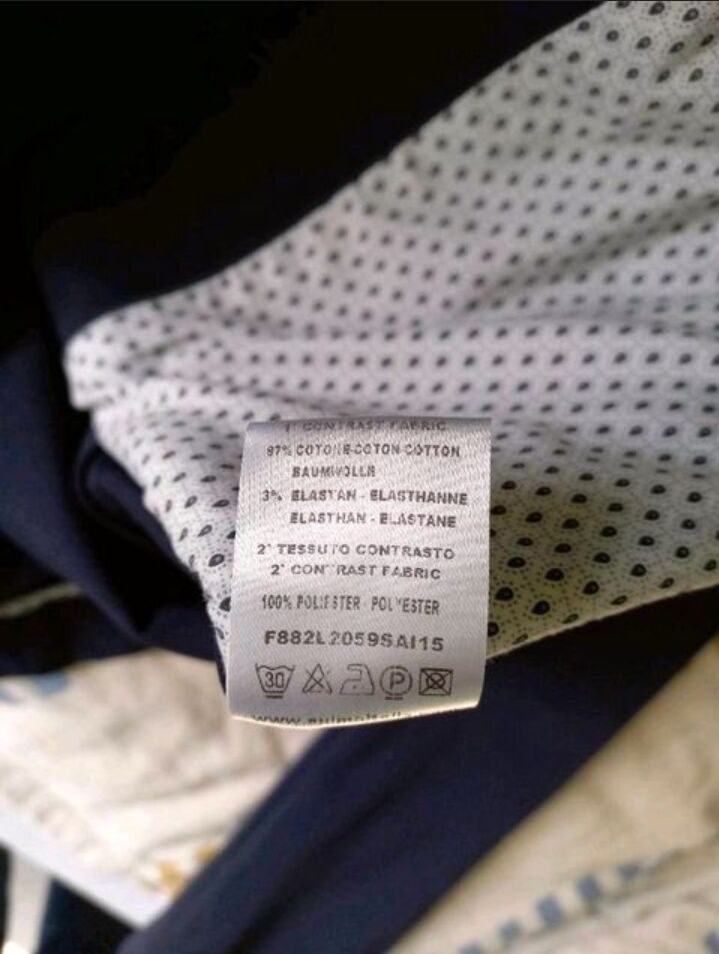 1° CONTRAST FABRIC
97% COTONE-COTON COTTON
BAUMWOLLE
3% ELASTAN - ELASTHANNE
ELASTHAN - ELASTANE
2° TESSUTO CONTRASTO
2° CONTRAST FABRIC
100% POLIESTER - POLYESTER
F882L2059SAI15
30
P